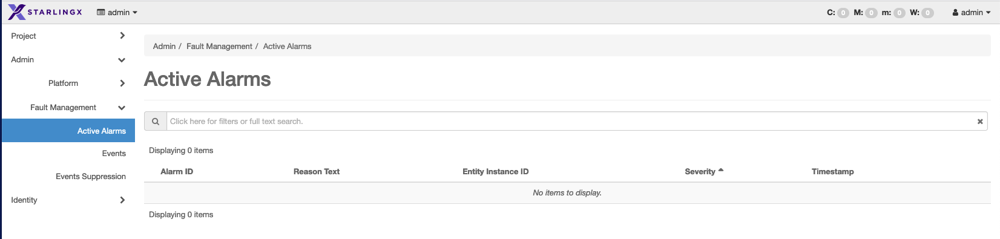 STARLINGX admin C: 0 M: 0 m: 0 W: 0 admin
Project
Admin
Platform
Fault Management
Active Alarms
Events
Events Suppression
Identity
Admin / Fault Management / Active Alarms
Active Alarms
Click here for filters or full text search.
Displaying 0 items
Alarm ID Reason Text Entity Instance ID Severity Timestamp
No items to display.
Displaying 0 items